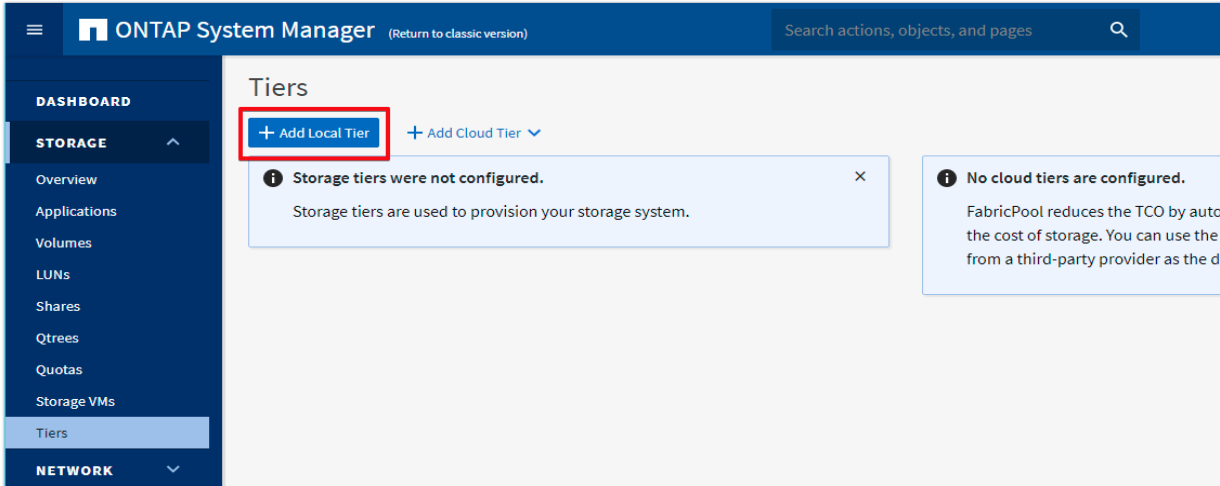 ONTAP System Manager (Return to classic version)
Search actions, objects, and pages
DASHBOARD
STORAGE
Overview
Applications
Volumes
LUNs
Shares
Qtrees
Quotas
Storage VMs
Tiers
NETWORK
Tiers
+ Add Local Tier
+ Add Cloud Tier
Storage tiers were not configured.
Storage tiers are used to provision your storage system.
No cloud tiers are configured.
FabricPool reduces the TCO by auto
the cost of storage. You can use the
from a third-party provider as the d